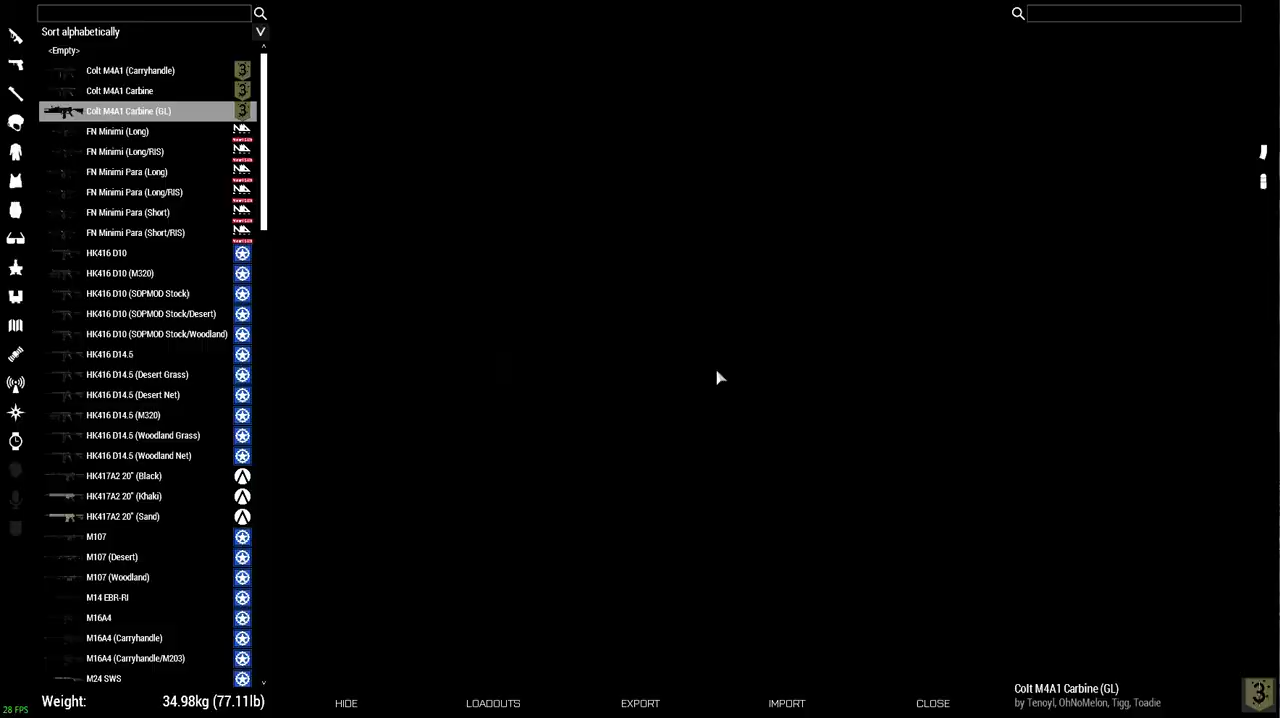 Sort alphabetically
<Empty>
Colt M4A1 (Carryhandle)
Colt M4A1 Carbine
Colt M4A1 Carbine (GL)
FN Minimi (Long)
FN Minimi (Long/RIS)
FN Minimi Para (Long)
FN Minimi Para (Long/RIS)
FN Minimi Para (Short)
FN Minimi Para (Short/RIS)
HK416 D10
HK416 D10 (M320)
HK416 D10 (SOPMOD Stock)
HK416 D10 (SOPMOD Stock/Desert)
HK416 D10 (SOPMOD Stock/Woodland)
HK416 D14.5
HK416 D14.5 (Desert Grass)
HK416 D14.5 (Desert Net)
HK416 D14.5 (M320)
HK416 D14.5 (Woodland Grass)
HK416 D14.5 (Woodland Net)
HK417A2 20" (Black)
HK417A2 20" (Khaki)
HK417A2 20" (Sand)
M107
M107 (Desert)
M107 (Woodland)
M14 EBR-RI
M16A4
M16A4 (Carryhandle)
M16A4 (Carryhandle/M203)
M24 SWS
Weight: 34.98kg (77.11lb)
28 FPS
HIDE LOADOUTS EXPORT IMPORT CLOSE
Colt M4A1 Carbine (GL)
by Tenoyl, OhNoMelon, Tigg, Toadie